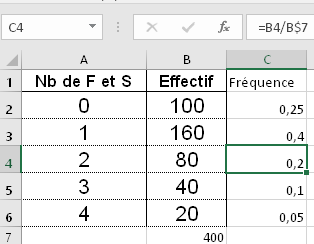 C4 =B4/B$7
A B C
1 Nb de F et S Effectif Fréquence
2 0 100 0,25
3 1 160 0,4
4 2 80 0,2
5 3 40 0,1
6 4 20 0,05
7 400